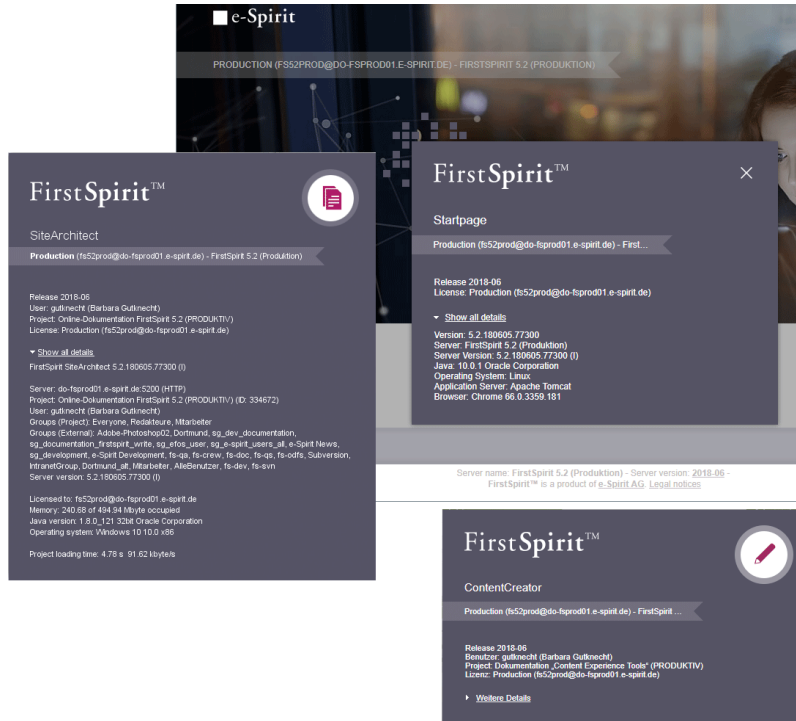 e-Spirit
PRODUCTION (FS52PROD@DO-FSPROD01.E-SPIRIT.DE) - FIRSTSPIRIT 5.2 (PRODUKTION)
FirstSpirit™
SiteArchitect
Production (fs52prod@do-fsprod01.e-spirit.de) - FirstSpirit 5.2 (Produktion)
Release 2018-06
User: gutknecht (Barbara Gutknecht)
Project: Online-Dokumentation FirstSpirit 5.2 (PRODUKTIV)
License: Production (fs52prod@do-fsprod01.e-spirit.de)
Show all details
FirstSpirit SiteArchitect 5.2.180605.77300 (I)
Server: do-fsprod01.e-spirit.de:5200 (HTTP)
Project: Online-Dokumentation FirstSpirit 5.2 (PRODUKTIV) (ID: 334672)
User: gutknecht (Barbara Gutknecht)
Groups (Project): Everyone, Redakteure, Mitarbeiter
Groups (External): Adobe-Photoshop02, Dortmund, sg_dev_documentation,
sg_documentation_firstspirit_write, sg_efos_user, sg_e-spirit_users_all, e-Spirit News,
sg_development, e-Spirit Development, fs-qa, fs-crew, fs-doc, fs-qs, fs-odfs, Subversion,
IntranetGroup, Dortmund_alt, Mitarbeiter, AlleBenutzer, fs-dev, fs-svn
Server version: 5.2.180605.77300 (I)
Licensed to: fs52prod@do-fsprod01.e-spirit.de
Memory: 240.68 of 494.94 Mbyte occupied
Java version: 1.8.0_121 32bit Oracle Corporation
Operating system: Windows 10 10.0 x86
Project loading time: 4.78 s 91.62 kbyte/s
FirstSpirit™
Startpage
Production (fs52prod@do-fsprod01.e-spirit.de) - First...
Release 2018-06
License: Production (fs52prod@do-fsprod01.e-spirit.de)
Show all details
Version: 5.2.180605.77300
Server: FirstSpirit 5.2 (Produktion)
Server Version: 5.2.180605.77300 (I)
Java: 10.0.1 Oracle Corporation
Operating System: Linux
Application Server: Apache Tomcat
Browser: Chrome 66.0.3359.181
Server name: FirstSpirit 5.2 (Produktion) - Server version: 2018-06 -
FirstSpirit™ is a product of e-Spirit AG. Legal notices
FirstSpirit™
ContentCreator
Production (fs52prod@do-fsprod01.e-spirit.de) - FirstSpirit ...
Release 2018-06
Benutzer: gutknecht (Barbara Gutknecht)
Project: Dokumentation „Content Experience Tools“ (PRODUKTIV)
Lizenz: Production (fs52prod@do-fsprod01.e-spirit.de)
Weitere Details